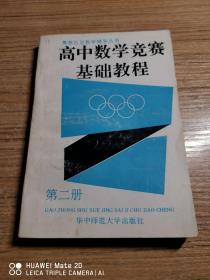 高中数学竞赛
基础教程
第二册
GAO ZHONG SHU XUE JING SAI JI CHU JIAO CHENG
华中师范大学出版社
HUAWEI Mate 20
LEICA TRIPLE CAMERA | AI